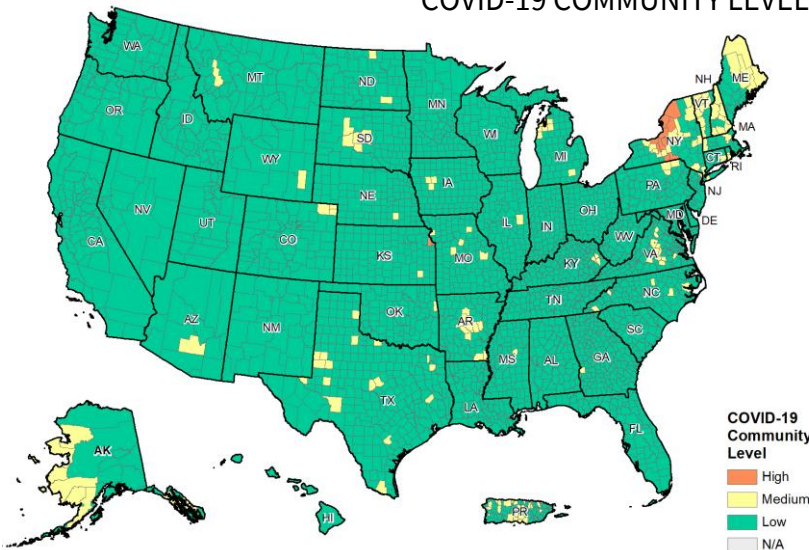 COVID-19 COMMUNITY LEVEL
WA
MT
ND
MN
OR
ID
SD
WI
MI
NH
ME
VT
NY
MA
CT
RI
WY
NE
IA
PA
NJ
NV
UT
CO
IL
IN
OH
MD
DE
WV
VA
CA
KS
MO
KY
AZ
NM
OK
AR
TN
NC
SC
MS
AL
GA
TX
LA
FL
AK
HI
PR
COVID-19
Community
Level
High
Medium
Low
N/A